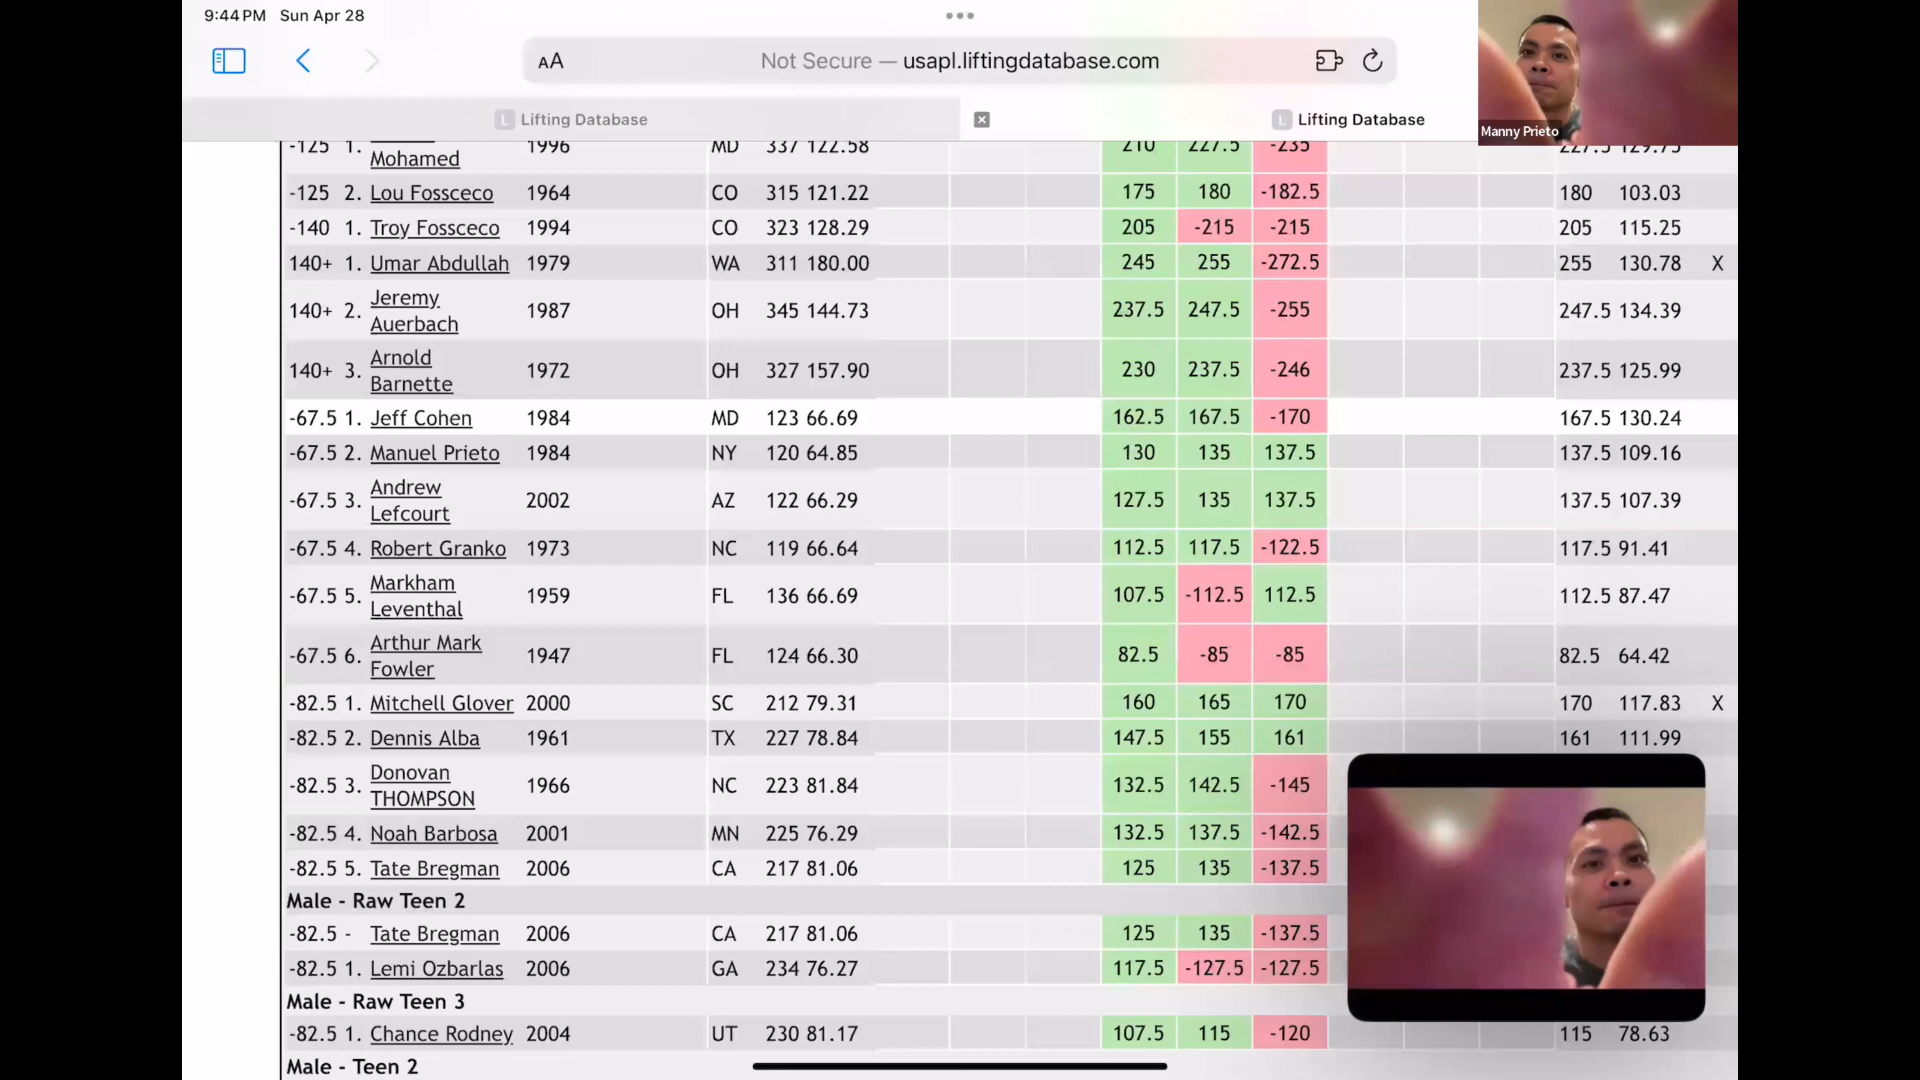 9:44 PM Sun Apr 28
AA Not Secure — usapl.liftingdatabase.com
L Lifting Database L Lifting Database
Manny Prieto
-125 1. Mohamed 1996 MD 337 122.58 210 227.5 -235 227.5 129.75
-125 2. Lou Fossceco 1964 CO 315 121.22 175 180 -182.5 180 103.03
-140 1. Troy Fossceco 1994 CO 323 128.29 205 -215 -215 205 115.25
140+ 1. Umar Abdullah 1979 WA 311 180.00 245 255 -272.5 255 130.78 X
140+ 2. Jeremy Auerbach 1987 OH 345 144.73 237.5 247.5 -255 247.5 134.39
140+ 3. Arnold Barnette 1972 OH 327 157.90 230 237.5 -246 237.5 125.99
-67.5 1. Jeff Cohen 1984 MD 123 66.69 162.5 167.5 -170 167.5 130.24
-67.5 2. Manuel Prieto 1984 NY 120 64.85 130 135 137.5 137.5 109.16
-67.5 3. Andrew Lefcourt 2002 AZ 122 66.29 127.5 135 137.5 137.5 107.39
-67.5 4. Robert Granko 1973 NC 119 66.64 112.5 117.5 -122.5 117.5 91.41
-67.5 5. Markham Leventhal 1959 FL 136 66.69 107.5 -112.5 112.5 112.5 87.47
-67.5 6. Arthur Mark Fowler 1947 FL 124 66.30 82.5 -85 -85 82.5 64.42
-82.5 1. Mitchell Glover 2000 SC 212 79.31 160 165 170 170 117.83 X
-82.5 2. Dennis Alba 1961 TX 227 78.84 147.5 155 161 161 111.99
-82.5 3. Donovan THOMPSON 1966 NC 223 81.84 132.5 142.5 -145
-82.5 4. Noah Barbosa 2001 MN 225 76.29 132.5 137.5 -142.5
-82.5 5. Tate Bregman 2006 CA 217 81.06 125 135 -137.5
Male - Raw Teen 2
-82.5 - Tate Bregman 2006 CA 217 81.06 125 135 -137.5
-82.5 1. Lemi Ozbarlas 2006 GA 234 76.27 117.5 -127.5 -127.5
Male - Raw Teen 3
-82.5 1. Chance Rodney 2004 UT 230 81.17 107.5 115 -120 115 78.63
Male - Teen 2